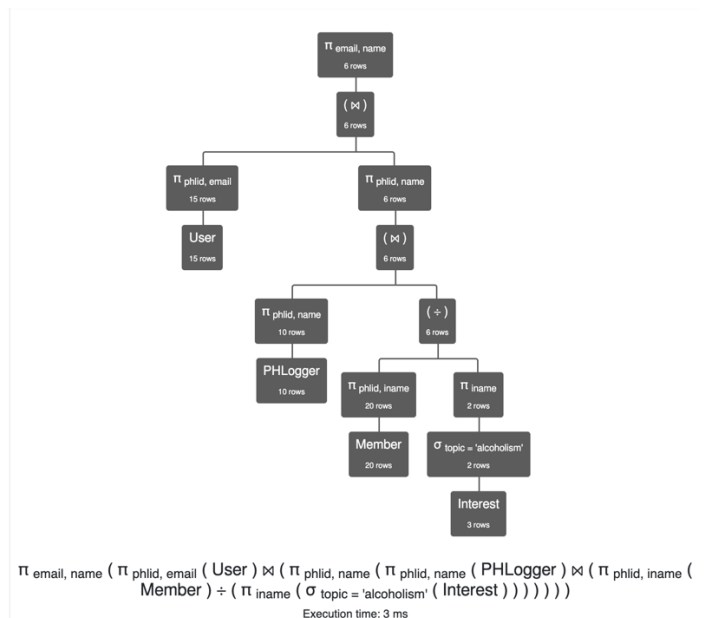 π email, name
6 rows
( ⋈ )
6 rows
π phlid, email
15 rows
π phlid, name
6 rows
User
15 rows
( ⋈ )
6 rows
π phlid, name
10 rows
( ÷ )
6 rows
PHLogger
10 rows
π phlid, iname
20 rows
π iname
2 rows
Member
20 rows
σ topic = 'alcoholism'
2 rows
Interest
3 rows
π email, name ( π phlid, email ( User ) ⋈ ( π phlid, name ( π phlid, name ( PHLogger ) ⋈ ( π phlid, iname (
Member ) ÷ ( π iname ( σ topic = 'alcoholism' ( Interest ) ) ) ) ) ) )
Execution time: 3 ms